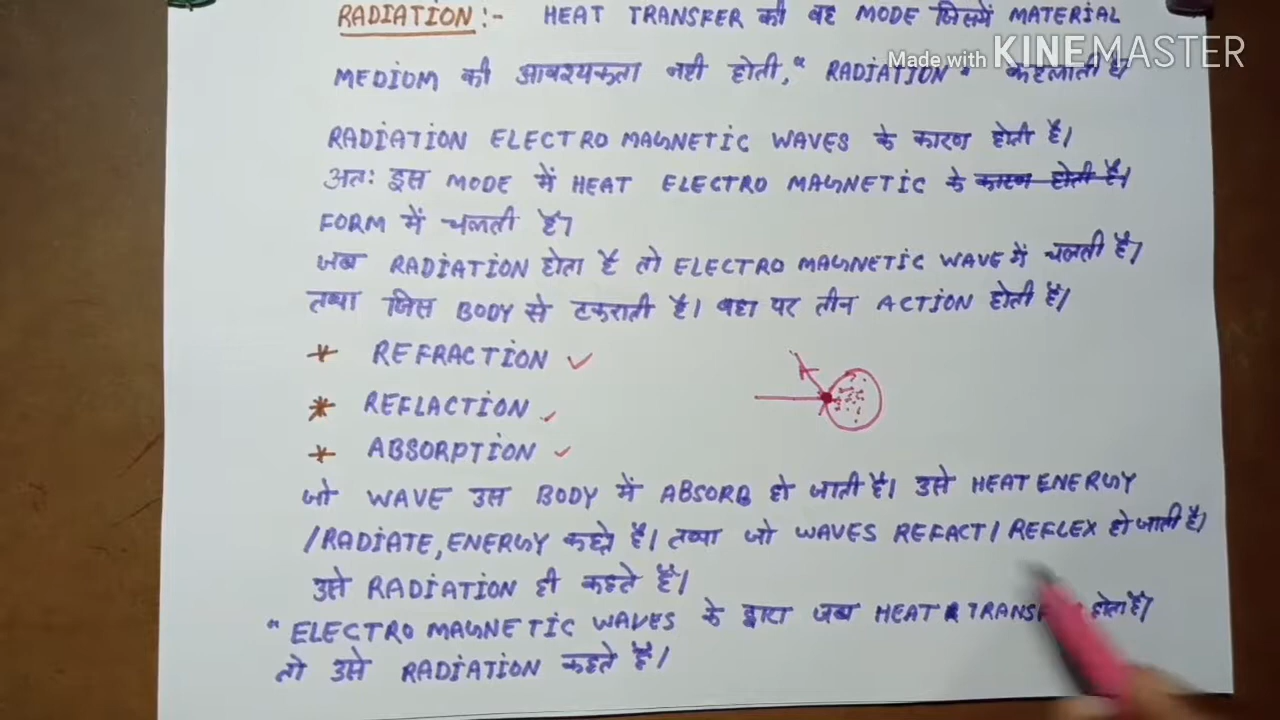 RADIATION :- HEAT TRANSFER की वह MODE जिसमें MATERIAL
Made with KINEMASTER
MEDIUM की आवश्यकता नही होती, "RADIATION" कहलाती है।
RADIATION ELECTRO MAGNETIC WAVES के कारण होती है।
अतः इस MODE में HEAT ELECTRO MAGNETIC के कारण होती है।
FORM में चलती है।
जब RADIATION होता है तो ELECTRO MAGNETIC WAVE में चलती है।
तथा जिस BODY से टकराती है। वहा पर तीन ACTION होती है।
* REFRACTION ✓
* REFLACTION ✓
* ABSORPTION ✓
जो WAVE उस BODY में ABSORB हो जाती है। उसे HEAT ENERGY
/RADIATE, ENERGY कहते है। तथा जो WAVES REFACT / REFLEX हो जाती है।
उसे RADIATION ही कहते है।
"ELECTRO MAGNETIC WAVES के द्वारा जब HEAT होता है।
तो उसे RADIATION कहते है।